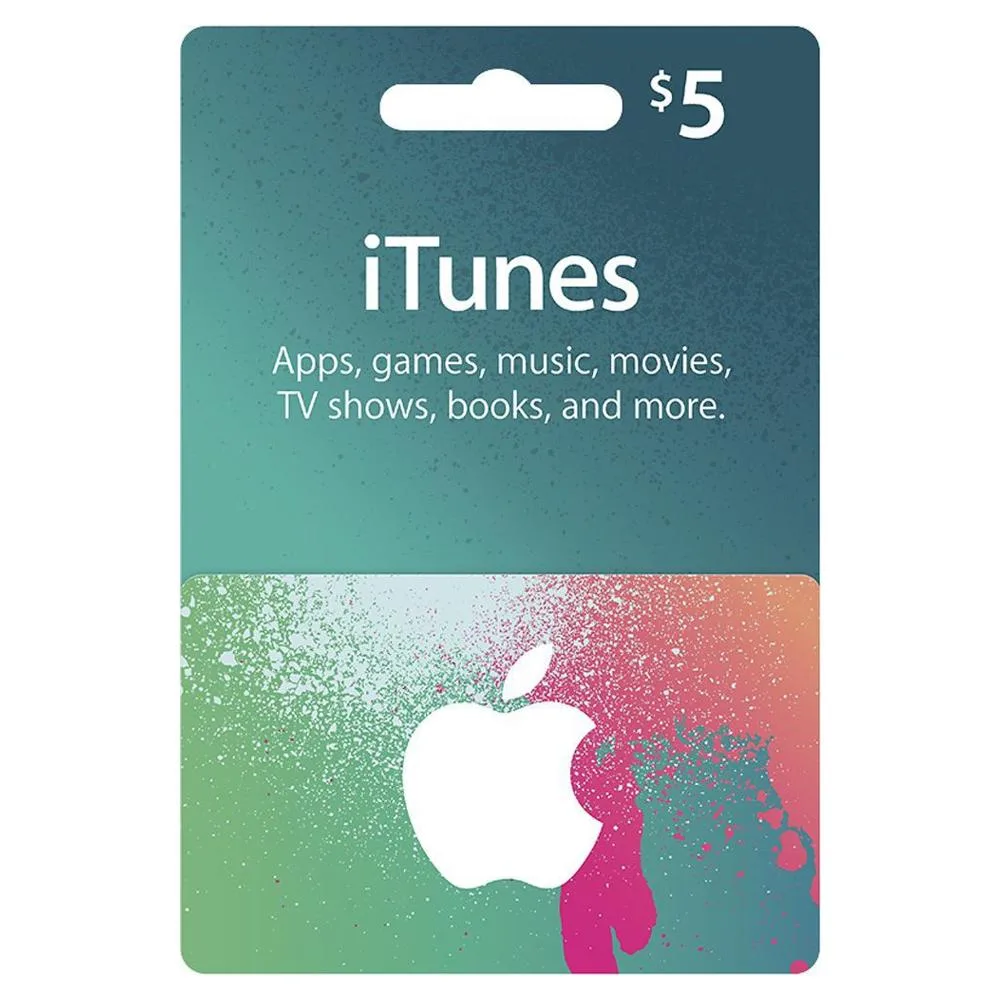 $5
iTunes
Apps, games, music, movies,
TV shows, books, and more.